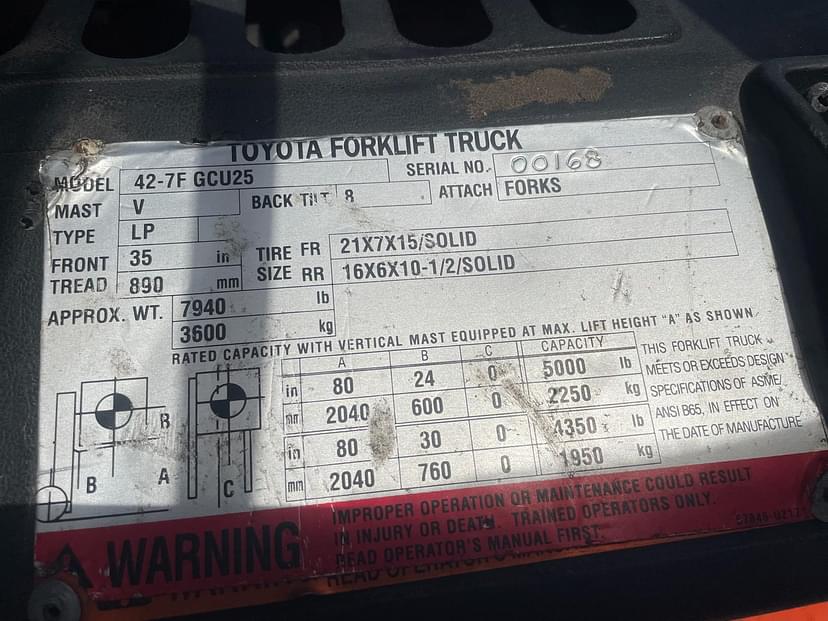 TOYOTA FORKLIFT TRUCK
MODEL 42-7F GCU25 SERIAL NO. 00168
MAST V BACK TILT 8 ATTACH FORKS
TYPE LP
FRONT TREAD 35 in
890 mm
TIRE SIZE FR 21X7X15/SOLID
RR 16X6X10-1/2/SOLID
APPROX. WT. 7940 lb
3600 kg
RATED CAPACITY WITH VERTICAL MAST EQUIPPED AT MAX. LIFT HEIGHT "A" AS SHOWN
A B C CAPACITY
in 80 24 0 5000 lb
mm 2040 600 0 2250 kg
in 80 30 0 4350 lb
mm 2040 760 0 1950 kg
THIS FORKLIFT TRUCK
MEETS OR EXCEEDS DESIGN
SPECIFICATIONS OF ASME/
ANSI B65, IN EFFECT ON
THE DATE OF MANUFACTURE
B
B
A
C
WARNING
IMPROPER OPERATION OR MAINTENANCE COULD RESULT
IN INJURY OR DEATH. TRAINED OPERATORS ONLY.
READ OPERATOR'S MANUAL FIRST.